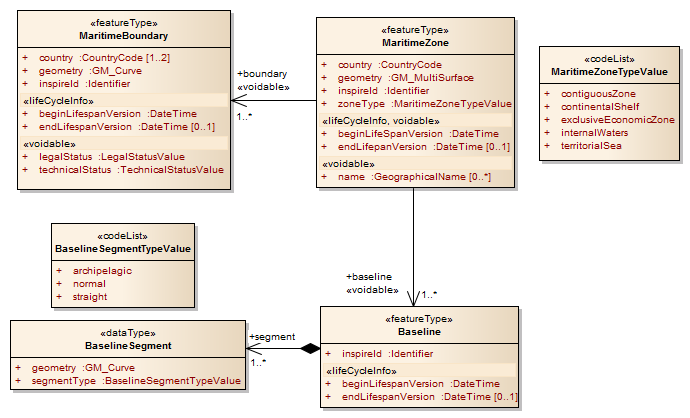 «featureType»
MaritimeBoundary
+ country :CountryCode [1..2]
+ geometry :GM_Curve
+ inspireId :Identifier
«lifeCycleInfo»
+ beginLifespanVersion :DateTime
+ endLifespanVersion :DateTime [0..1]
«voidable»
+ legalStatus :LegalStatusValue
+ technicalStatus :TechnicalStatusValue
+boundary
«voidable»
1..*
«featureType»
MaritimeZone
+ country :CountryCode
+ geometry :GM_MultiSurface
+ inspireId :Identifier
+ zoneType :MaritimeZoneTypeValue
«lifeCycleInfo, voidable»
+ beginLifeSpanVersion :DateTime
+ endLifespanVersion :DateTime [0..1]
«voidable»
+ name :GeographicalName [0..*]
«codeList»
MaritimeZoneTypeValue
+ contiguousZone
+ continentalShelf
+ exclusiveEconomicZone
+ internalWaters
+ territorialSea
«codeList»
BaselineSegmentTypeValue
+ archipelagic
+ normal
+ straight
+baseline
«voidable»
1..*
«dataType»
BaselineSegment
+ geometry :GM_Curve
+ segmentType :BaselineSegmentTypeValue
+segment
1..*
«featureType»
Baseline
+ inspireId :Identifier
«lifeCycleInfo»
+ beginLifespanVersion :DateTime
+ endLifespanVersion :DateTime [0..1]